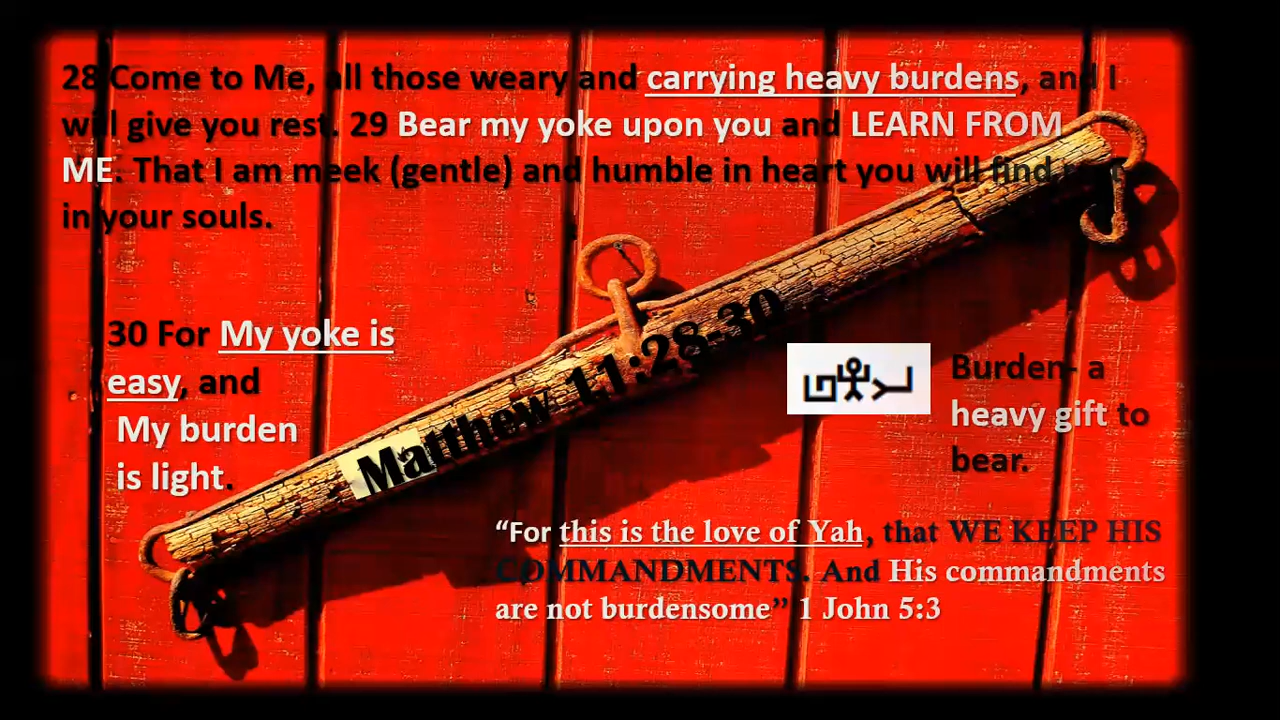 28 Come to Me, all those weary and carrying heavy burdens, and I
will give you rest. 29 Bear my yoke upon you and LEARN FROM
ME. That I am meek (gentle) and humble in heart you will find rest
in your souls.
30 For My yoke is
easy, and
My burden
is light.
Matthew 11:28-30
Burden- a
heavy gift to
bear.
“For this is the love of Yah, that WE KEEP HIS
COMMANDMENTS. And His commandments
are not burdensome” 1 John 5:3